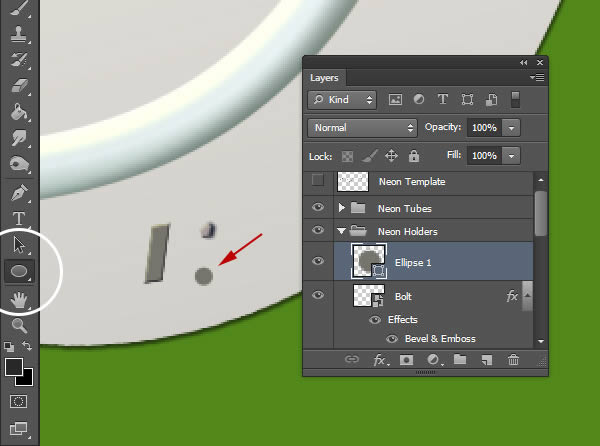 Layers
Kind T
Normal Opacity: 100%
Lock: Fill: 100%
Neon Template
Neon Tubes
Neon Holders
Ellipse 1
Bolt fx
Effects
Bevel & Emboss
fx
T